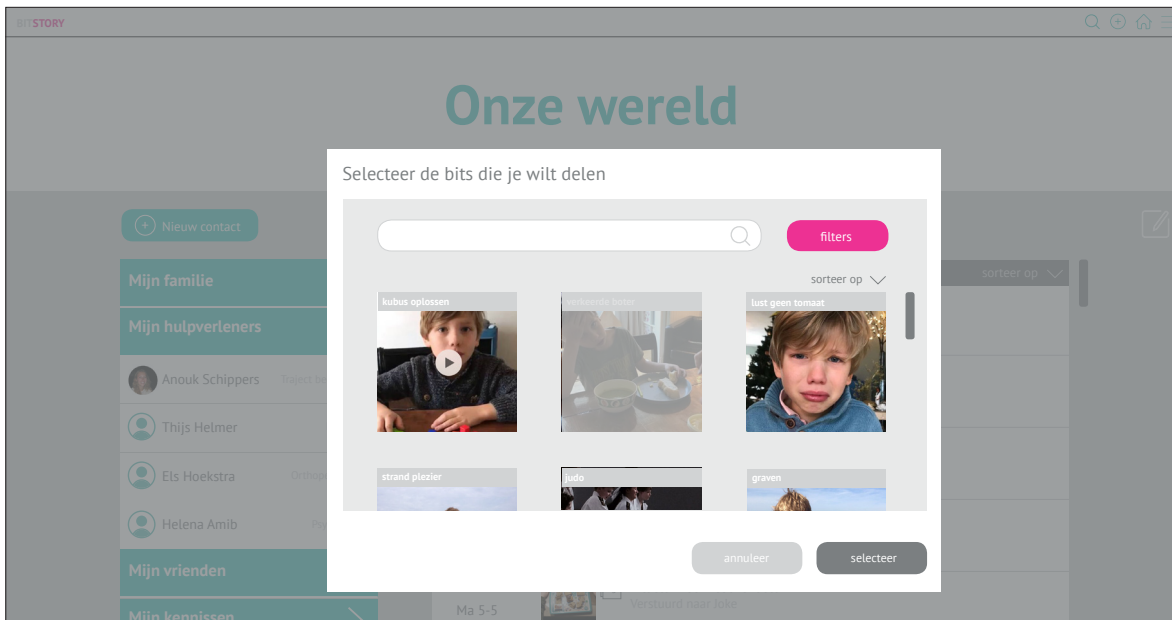 BITSTORY
Onze wereld
Selecteer de bits die je wilt delen
filters
sorteer op
kubus oplossen
verkeerde boter
lust geen tomaat
strand plezier
judo
graven
annuleer
selecteer
Nieuw contact
Mijn familie
Mijn hulpverleners
Anouk Schippers
Thijs Helmer
Els Hoekstra
Helena Amib
Mijn vrienden
Mijn kennissen
sorteer op
Ma 5-5
Verstuurd naar Joke